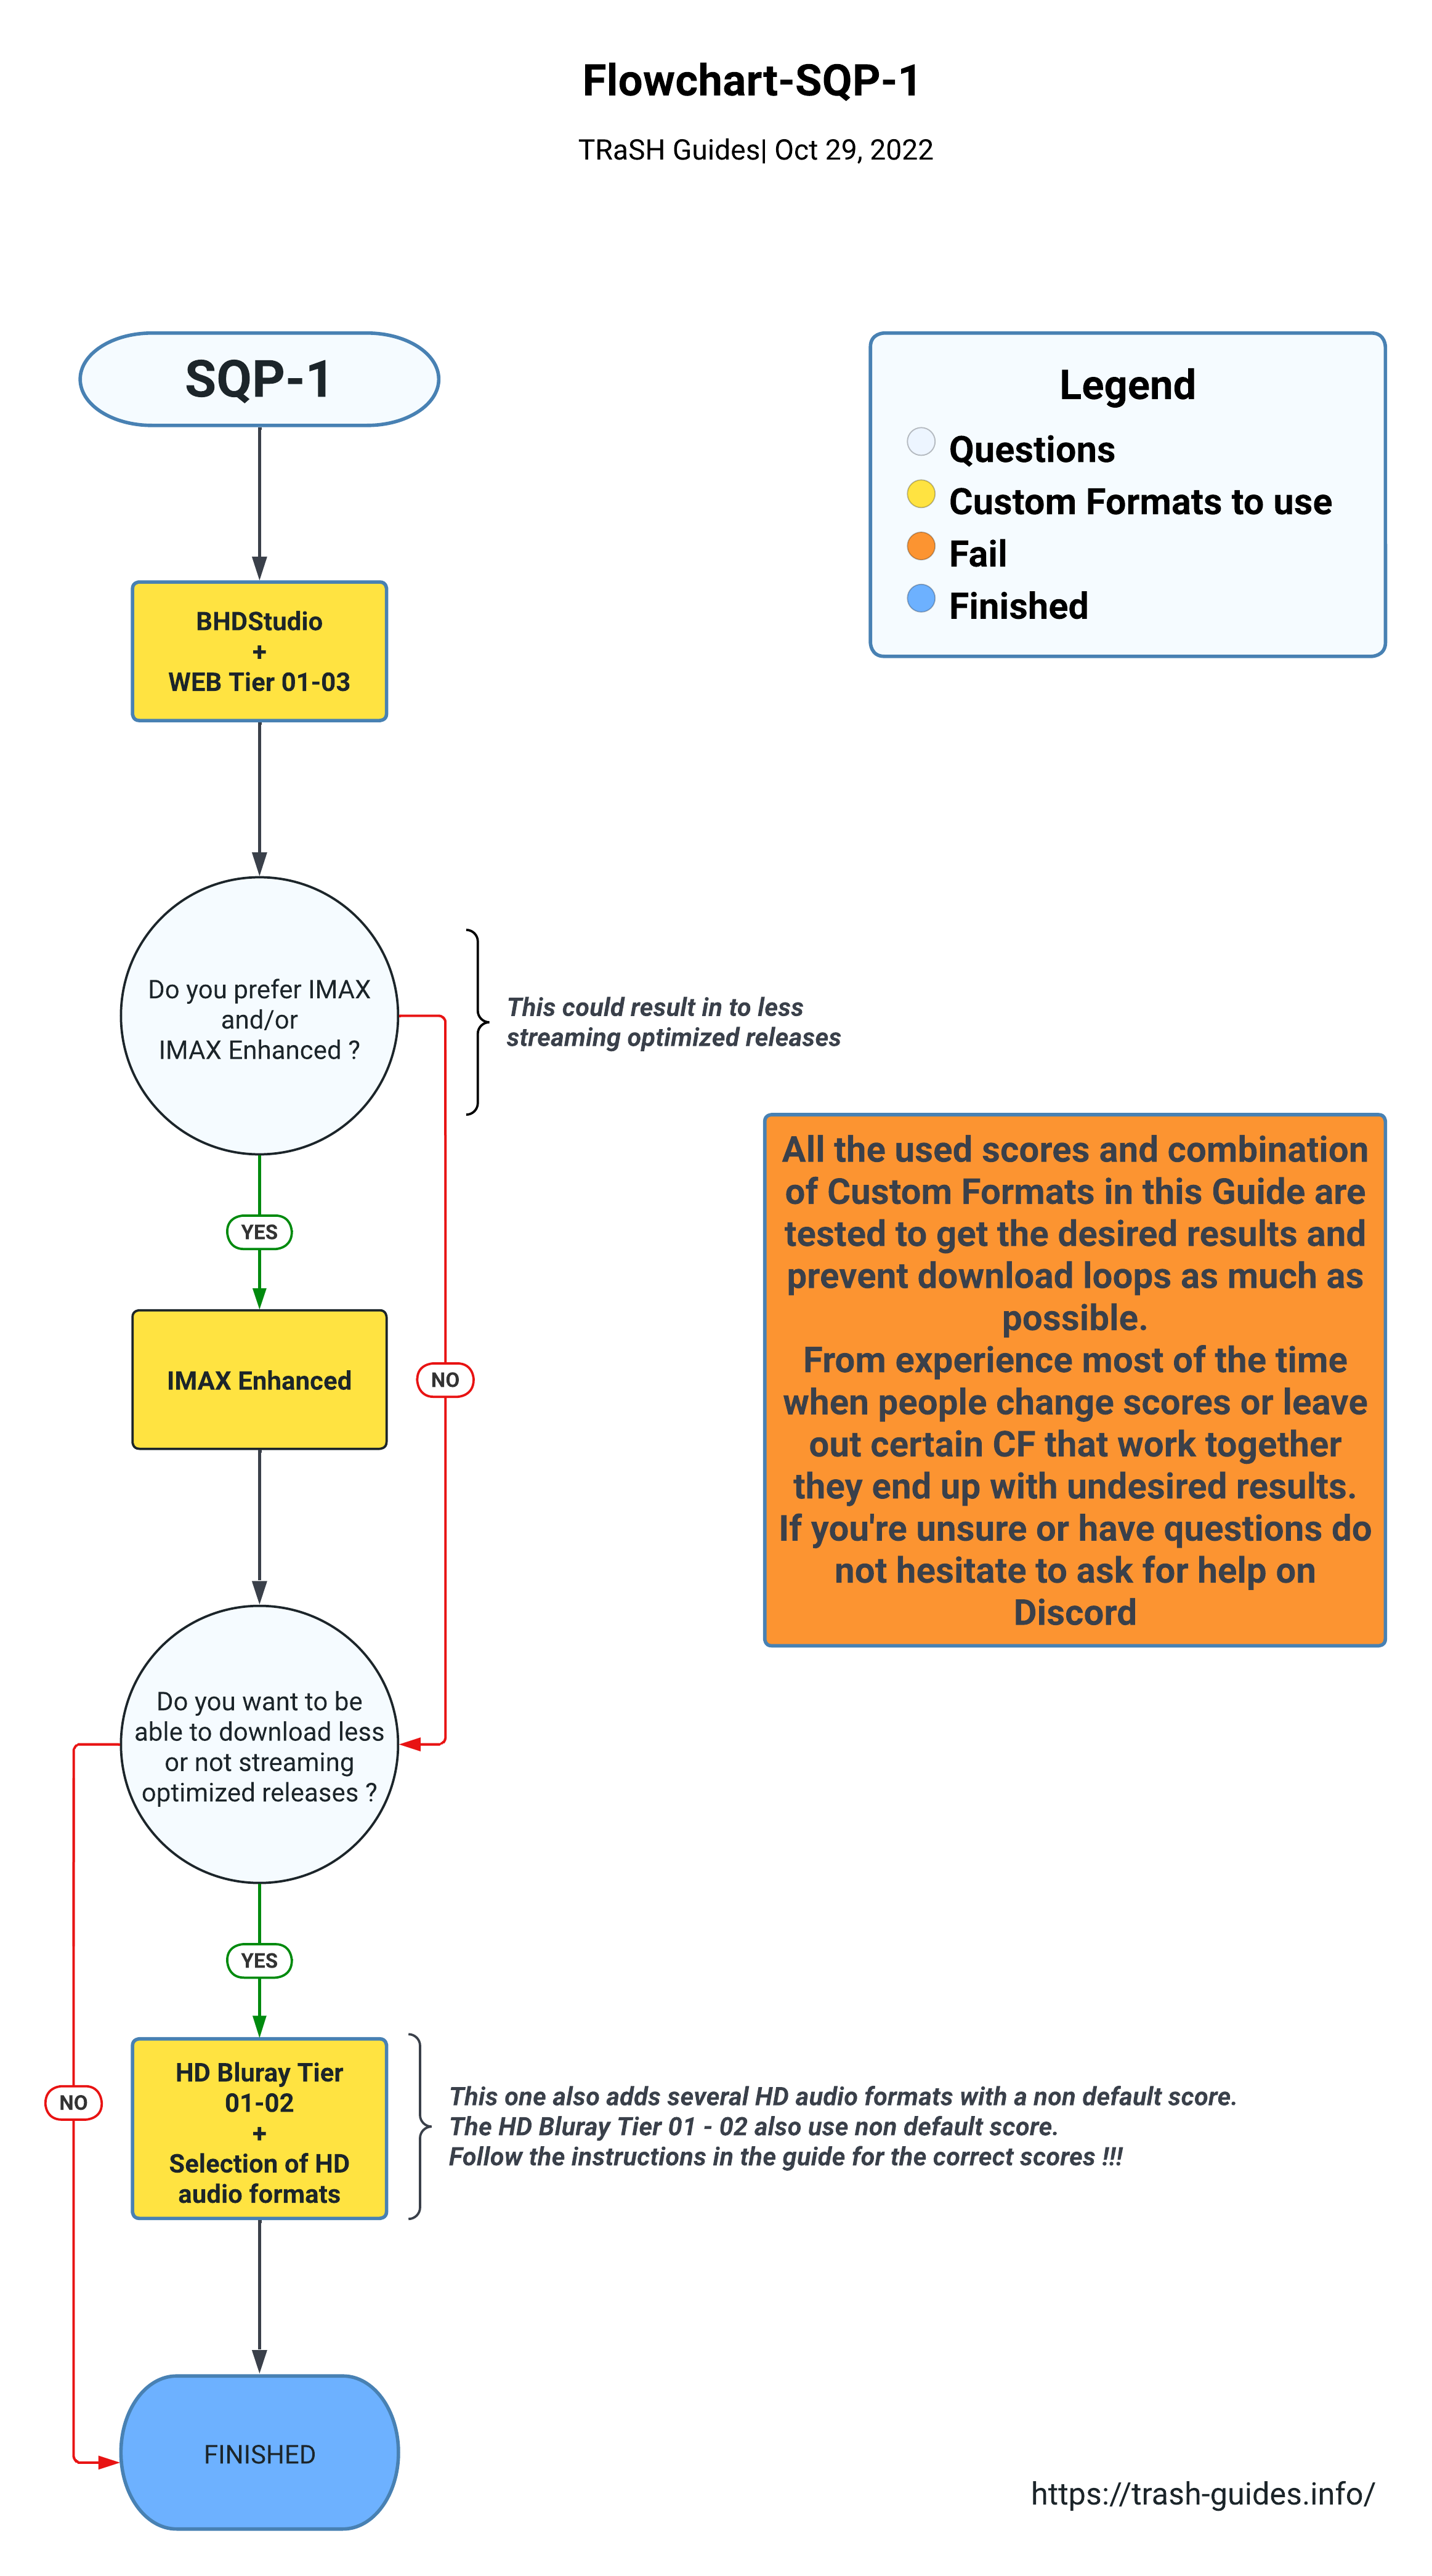 Flowchart-SQP-1
TRaSH Guides| Oct 29, 2022
SQP-1
Legend
Questions
Custom Formats to use
Fail
Finished
BHDStudio
+
WEB Tier 01-03
Do you prefer IMAX
and/or
IMAX Enhanced ?
This could result in to less
streaming optimized releases
YES
IMAX Enhanced
NO
All the used scores and combination
of Custom Formats in this Guide are
tested to get the desired results and
prevent download loops as much as
possible.
From experience most of the time
when people change scores or leave
out certain CF that work together
they end up with undesired results.
If you're unsure or have questions do
not hesitate to ask for help on
Discord
Do you want to be
able to download less
or not streaming
optimized releases ?
YES
NO
HD Bluray Tier
01-02
+
Selection of HD
audio formats
This one also adds several HD audio formats with a non default score.
The HD Bluray Tier 01 - 02 also use non default score.
Follow the instructions in the guide for the correct scores !!!
FINISHED
https://trash-guides.info/